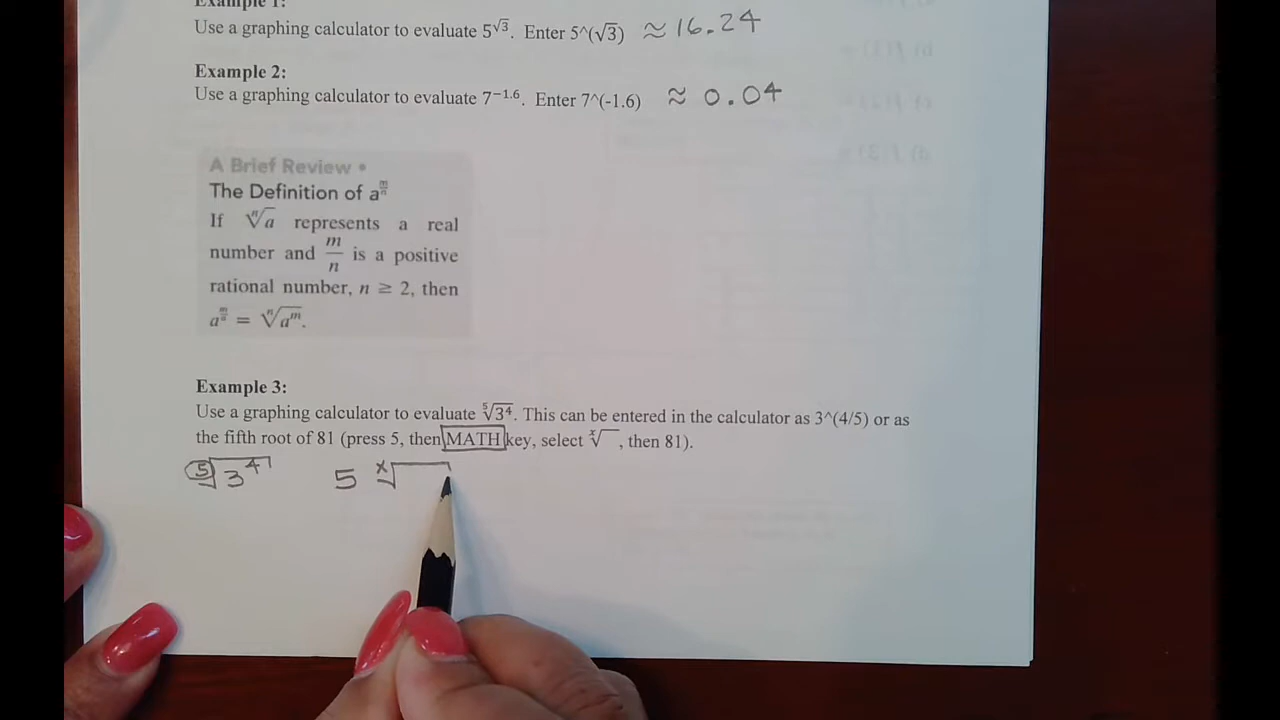 Example 1:
Use a graphing calculator to evaluate 5^√3. Enter 5^(√3) ≈ 16.24
Example 2:
Use a graphing calculator to evaluate 7^−1.6. Enter 7^(-1.6) ≈ 0.04
A Brief Review •
The Definition of a^(m/n)
If ⁿ√a represents a real
number and m/n is a positive
rational number, n ≥ 2, then
a^(m/n) = ⁿ√a^m.
Example 3:
Use a graphing calculator to evaluate ⁵√3⁴. This can be entered in the calculator as 3^(4/5) or as
the fifth root of 81 (press 5, then MATH key, select ˣ√ , then 81).
⁵√3⁴ 5 ˣ√